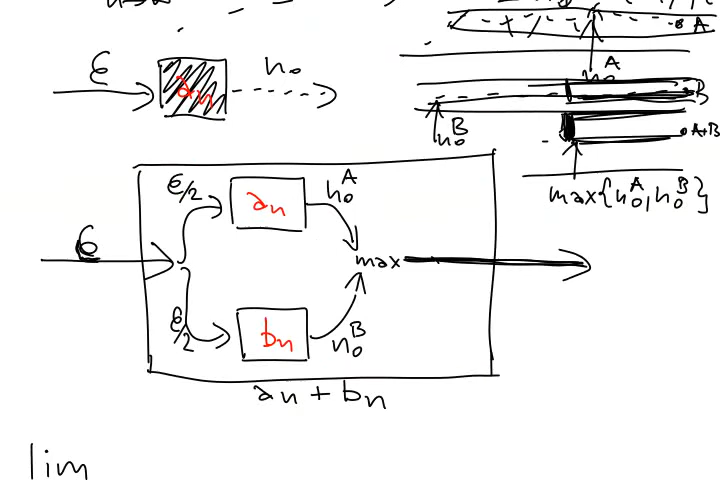 A
ε
aₙ
n₀
n₀ᴬ
B
n₀ᴮ
A+B
max{n₀ᴬ, n₀ᴮ}
ε/2
aₙ
n₀ᴬ
ε
max
ε/2
bₙ
n₀ᴮ
aₙ + bₙ
lim